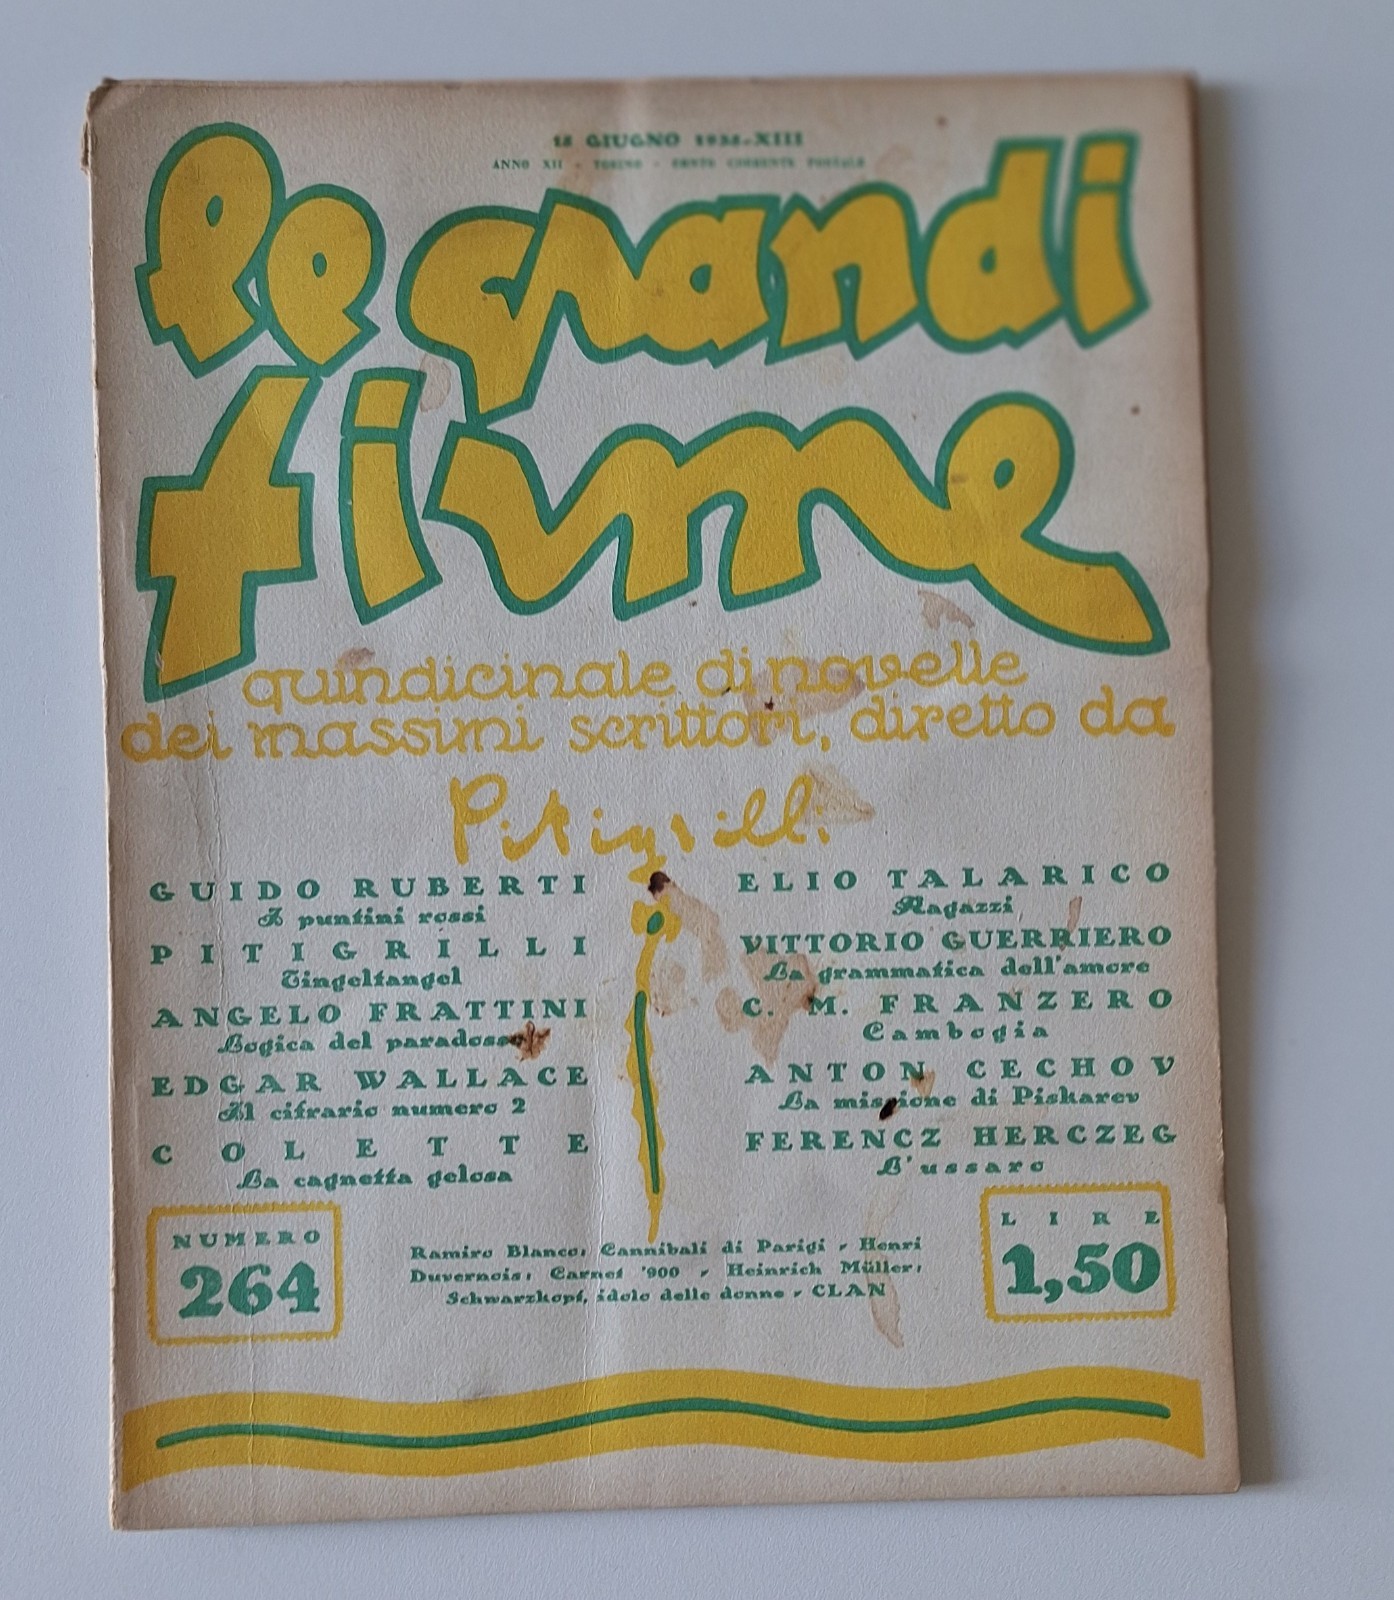 15 GIUGNO 1935-XIII
ANNO XII - TORINO - CONTO CORRENTE POSTALE
le grandi
firme
quindicinale di novelle
dei massimi scrittori, diretto da
Pitigrilli
GUIDO RUBERTI
I puntini rossi
PITIGRILLI
Tingeltangel
ANGELO FRATTINI
Logica del paradosso
EDGAR WALLACE
Il cifrario numero 2
COLETTE
La cagnetta gelosa
ELIO TALARICO
Ragazzi
VITTORIO GUERRIERO
La grammatica dell'amore
C. M. FRANZERO
Cambogia
ANTON CECHOV
La missione di Piskarev
FERENCZ HERCZEG
L'ussaro
NUMERO
264
Ramiro Blanco, Cannibali di Parigi - Henri
Duvernois, Carnet '900 - Heinrich Müller,
Schwarzkopf, idolo delle donne - CLAN
LIRE
1,50